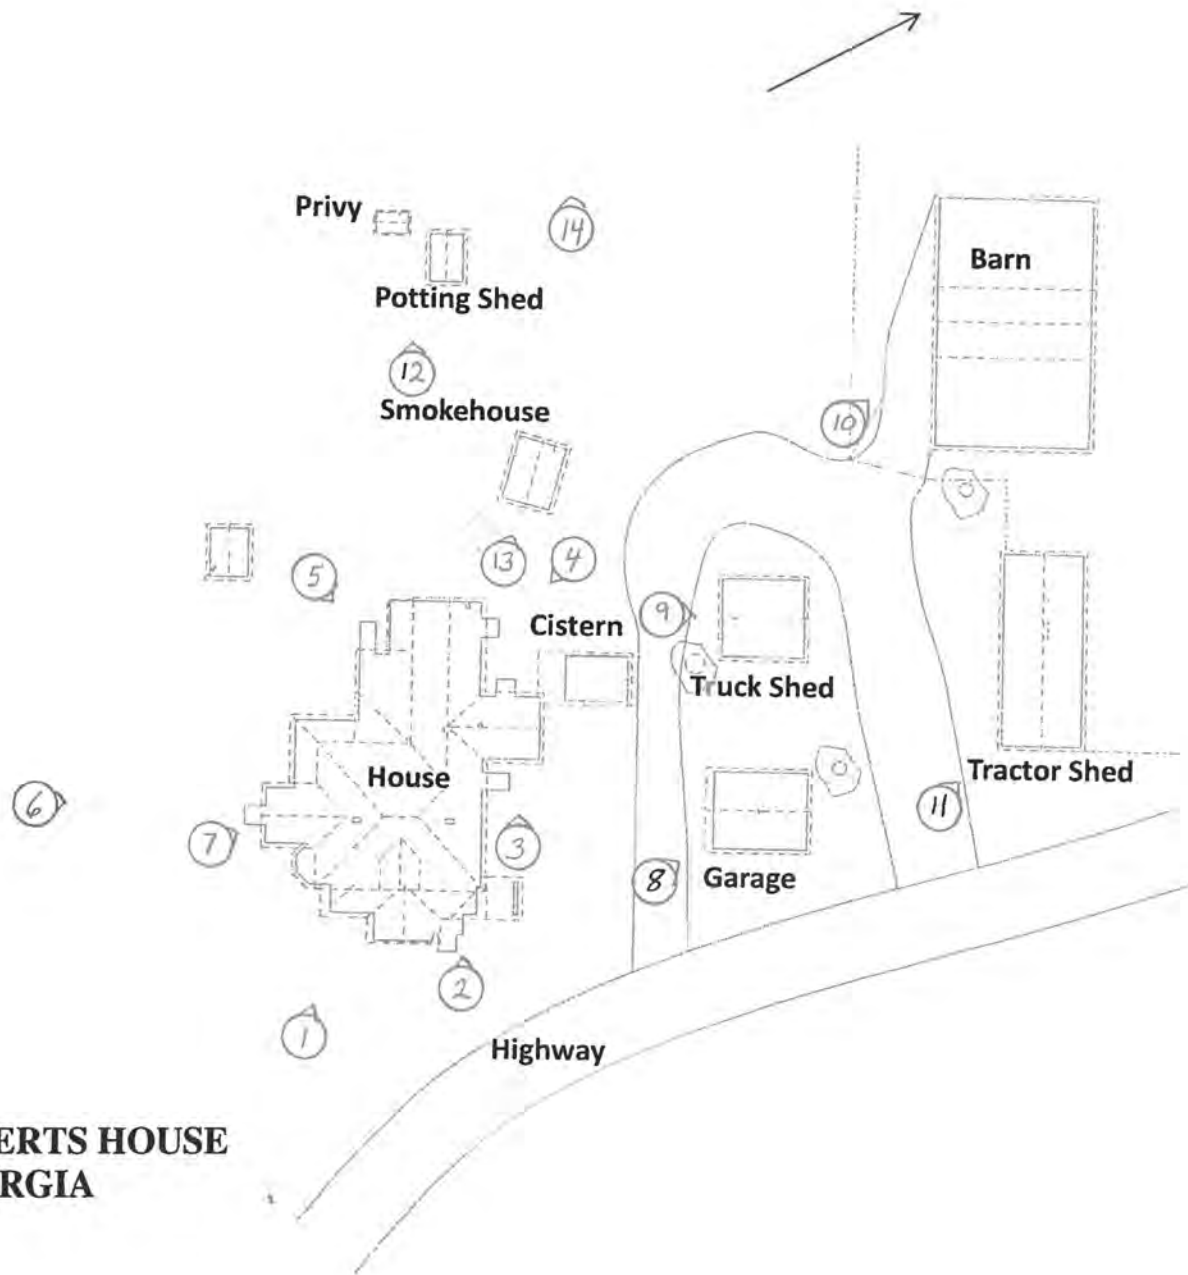 Privy
14
Barn
Potting Shed
12
Smokehouse
10
13
4
5
9
Cistern
Truck Shed
House
Tractor Shed
6
7
3
11
8
Garage
2
1
Highway
ERTS HOUSE
RGIA